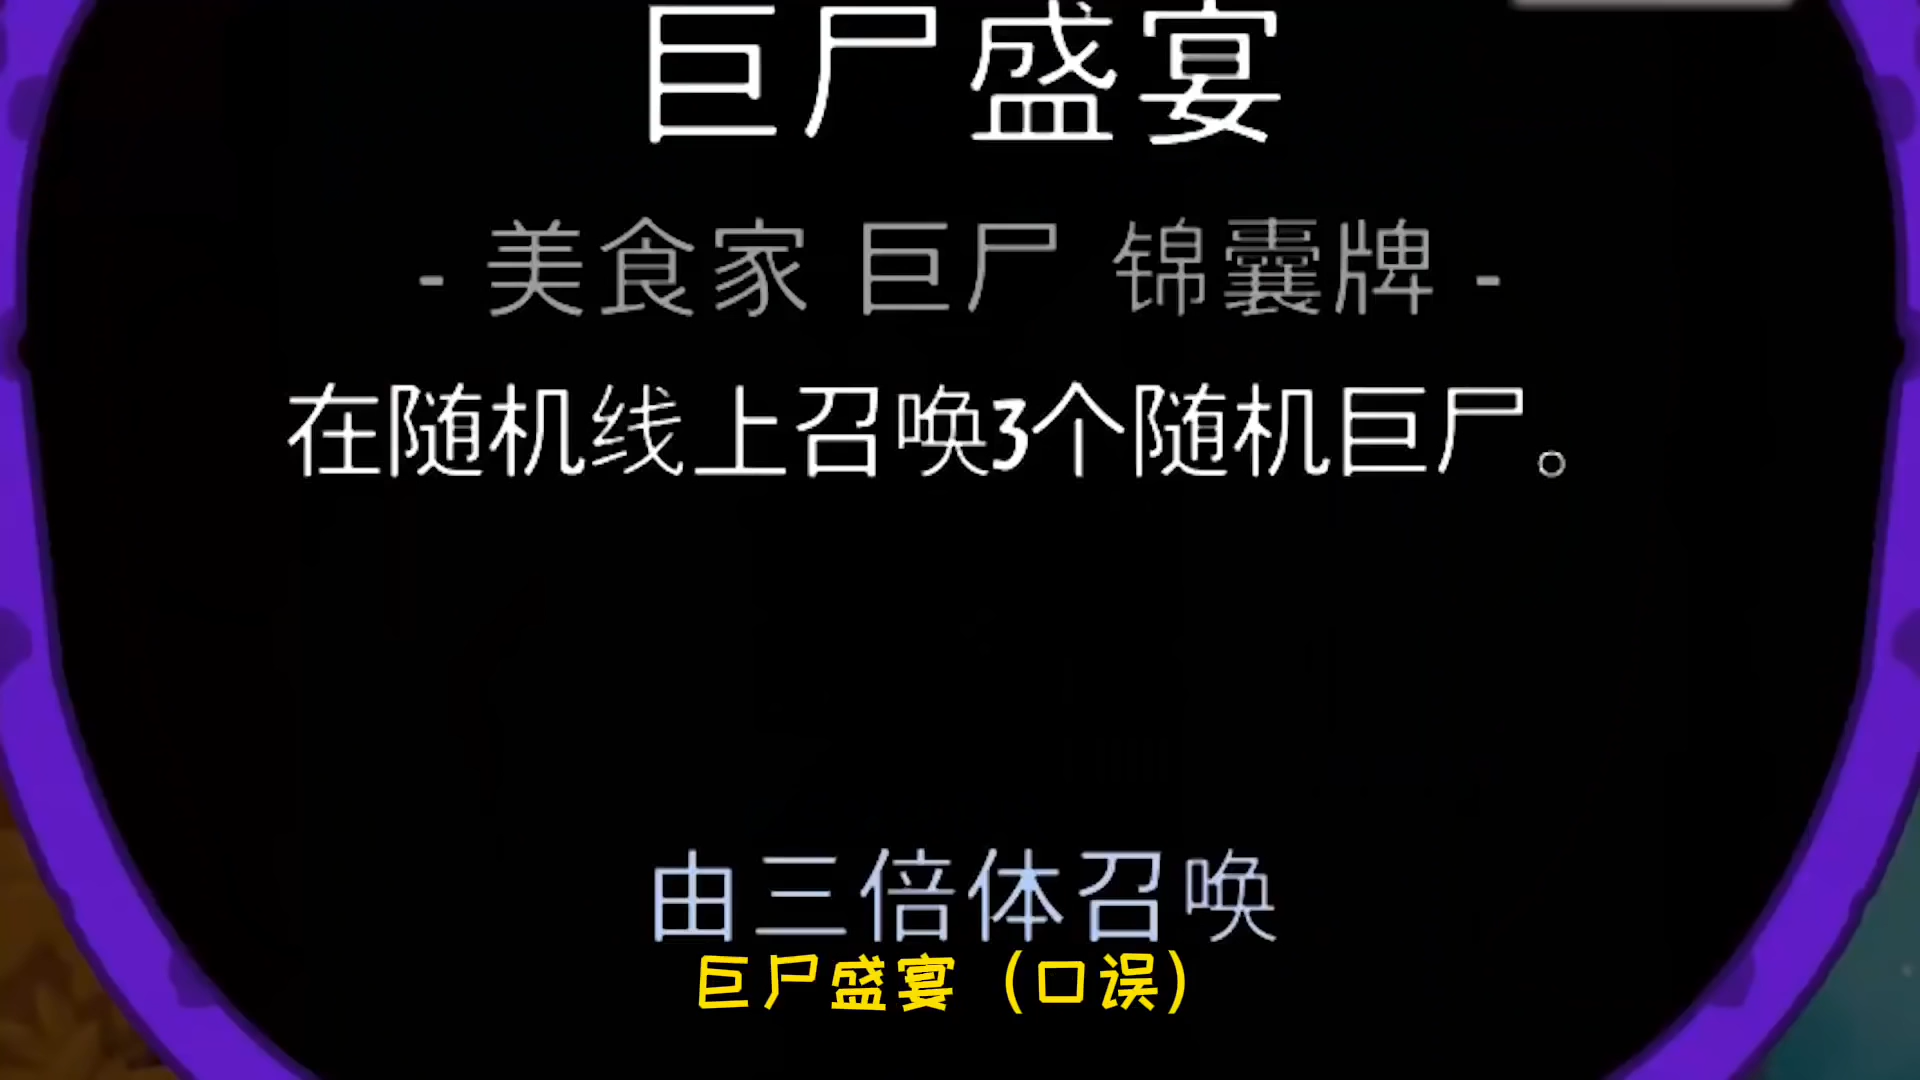 巨尸盛宴
- 美食家 巨尸 锦囊牌 -
在随机线上召唤3个随机巨尸。
由三倍体召唤
巨尸盛宴（口误）